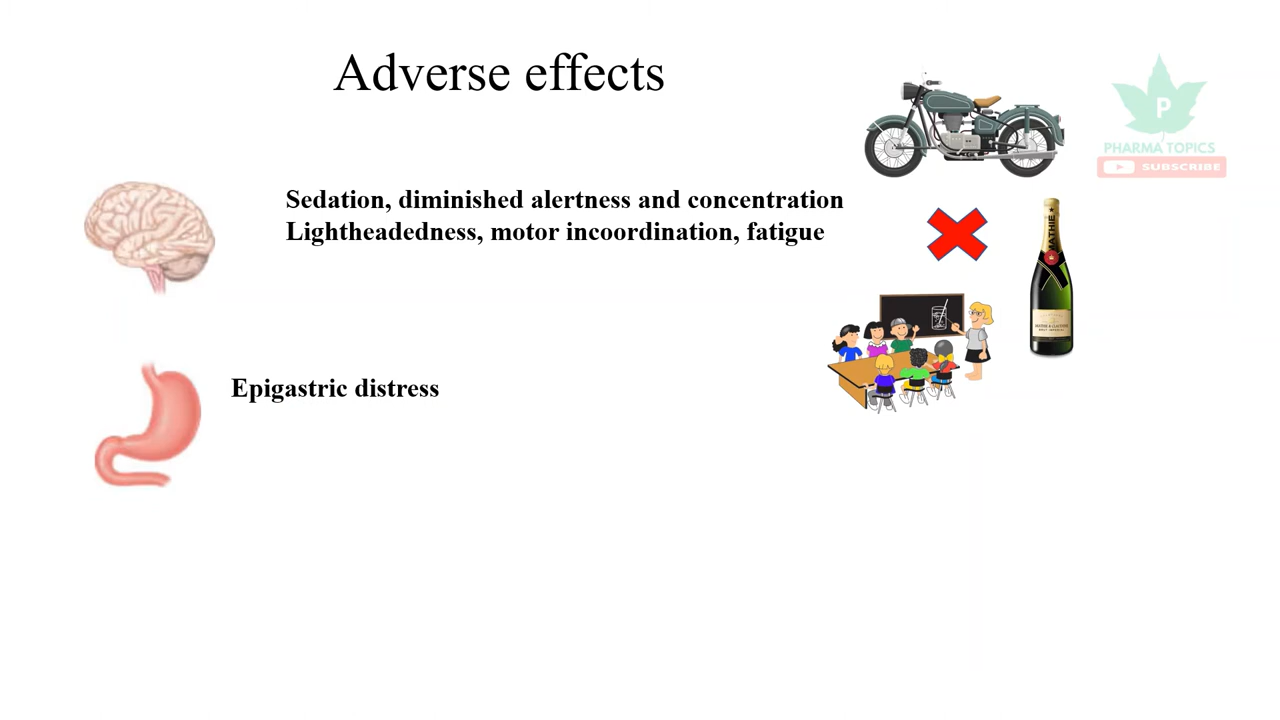 Adverse effects
P
PHARMA TOPICS
SUBSCRIBE
Sedation, diminished alertness and concentration
Lightheadedness, motor incoordination, fatigue
Epigastric distress